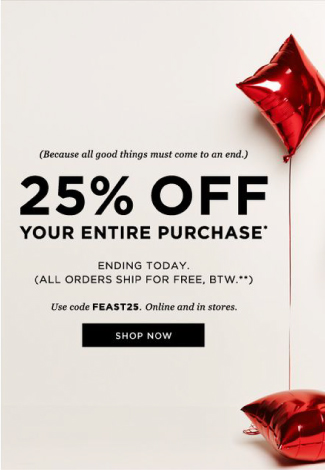 (Because all good things must come to an end.)
25% OFF
YOUR ENTIRE PURCHASE*
ENDING TODAY.
(ALL ORDERS SHIP FOR FREE, BTW.**)
Use code FEAST25. Online and in stores.
SHOP NOW